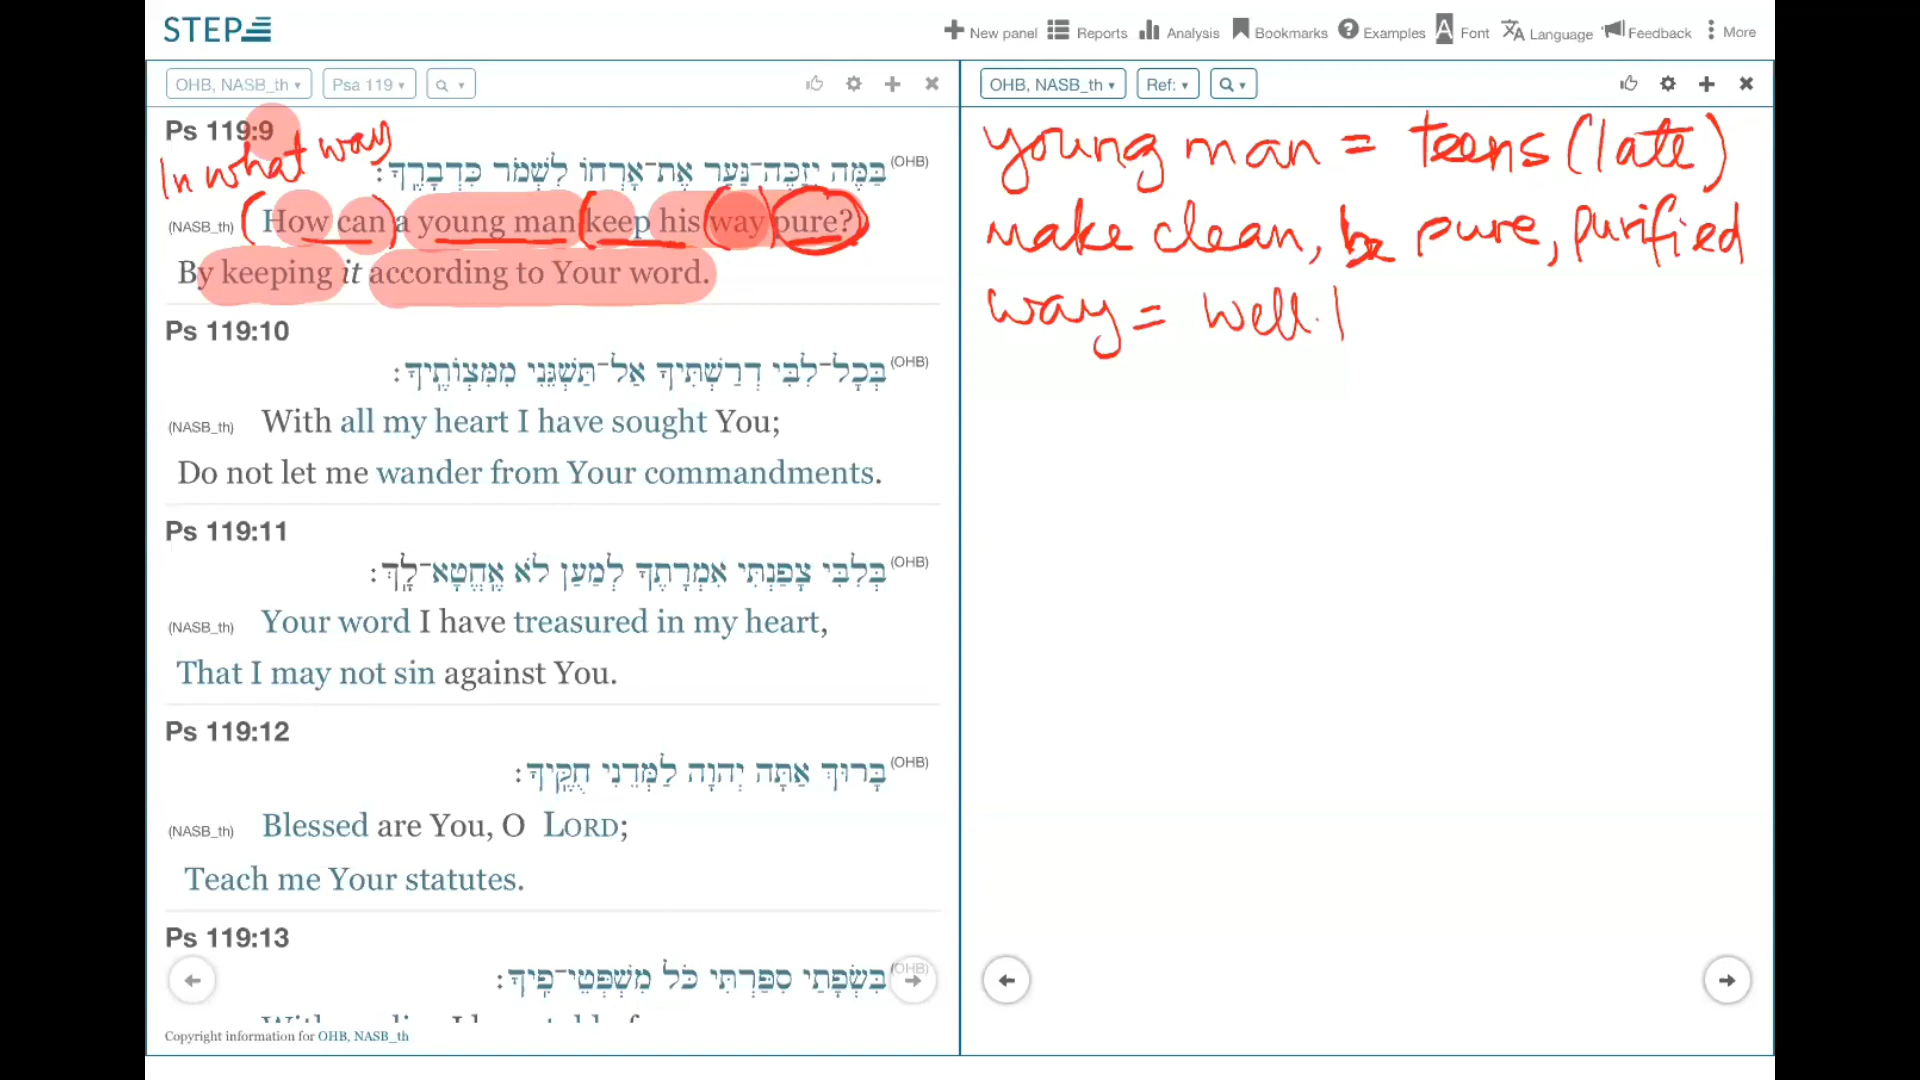 STEP
New panel Reports Analysis Bookmarks Examples Font Language Feedback More
OHB, NASB_th Psa 119
Ps 119:9
In what way
בַּמֶּה יְזַכֶּה־נַּעַר אֶת־אָרְחוֹ לִשְׁמֹר כִּדְבָרֶךָ׃ (OHB)
(NASB_th) (How can) a young man (keep his (way) pure?)
By keeping it according to Your word.
Ps 119:10
בְּכָל־לִבִּי דְרַשְׁתִּיךָ אַל־תַּשְׁגֵּנִי מִמִּצְוֺתֶיךָ׃ (OHB)
(NASB_th) With all my heart I have sought You;
Do not let me wander from Your commandments.
Ps 119:11
בְּלִבִּי צָפַנְתִּי אִמְרָתֶךָ לְמַעַן לֹא אֶחֱטָא־לָךְ׃ (OHB)
(NASB_th) Your word I have treasured in my heart,
That I may not sin against You.
Ps 119:12
בָּרוּךְ אַתָּה יְהוָה לַמְּדֵנִי חֻקֶּיךָ׃ (OHB)
(NASB_th) Blessed are You, O LORD;
Teach me Your statutes.
Ps 119:13
בִּשְׂפָתַי סִפַּרְתִּי כֹּל מִשְׁפְּטֵי־פִיךָ׃ (OHB)
Copyright information for OHB, NASB_th
OHB, NASB_th Ref:
young man = teens (late)
make clean, be pure, purified
way = well.